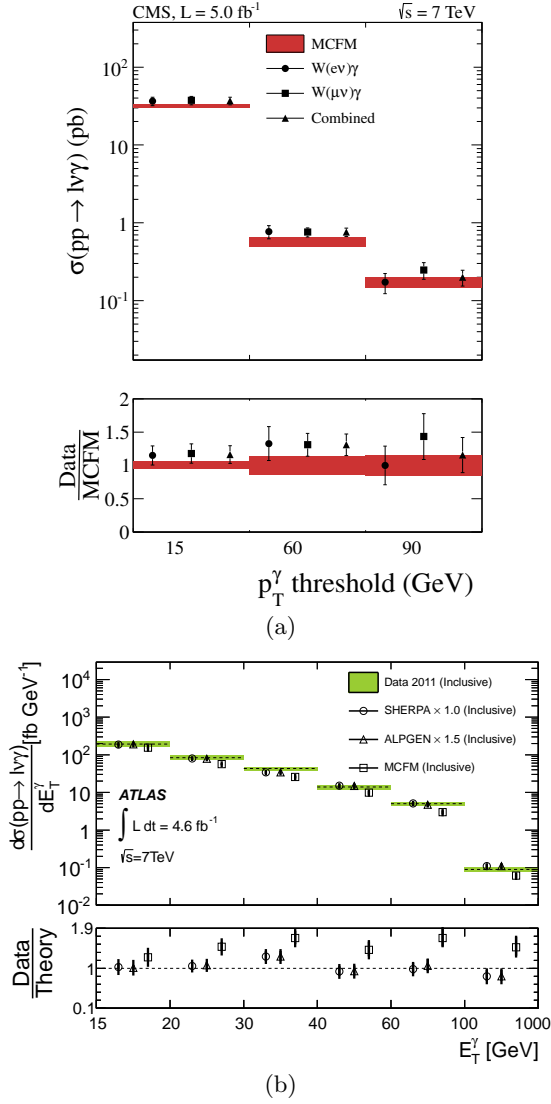 CMS, L = 5.0 fb⁻¹ √s = 7 TeV
MCFM
W(eν)γ
W(μν)γ
Combined
σ(pp → lνγ) (pb)
10²
10
1
10⁻¹
Data
MCFM
2
1.5
1
0.5
0
15 60 90
p_T^γ threshold (GeV)
(a)
dσ(pp→ lνγ)
dE_T^γ
[fb GeV⁻¹]
10⁴
10³
10²
10
1
10⁻¹
10⁻²
Data 2011 (Inclusive)
SHERPA × 1.0 (Inclusive)
ALPGEN × 1.5 (Inclusive)
MCFM (Inclusive)
ATLAS
∫ L dt = 4.6 fb⁻¹
√s=7TeV
Data
Theory
1.9
1
0.1
15 20 30 40 60 100 1000
E_T^γ [GeV]
(b)